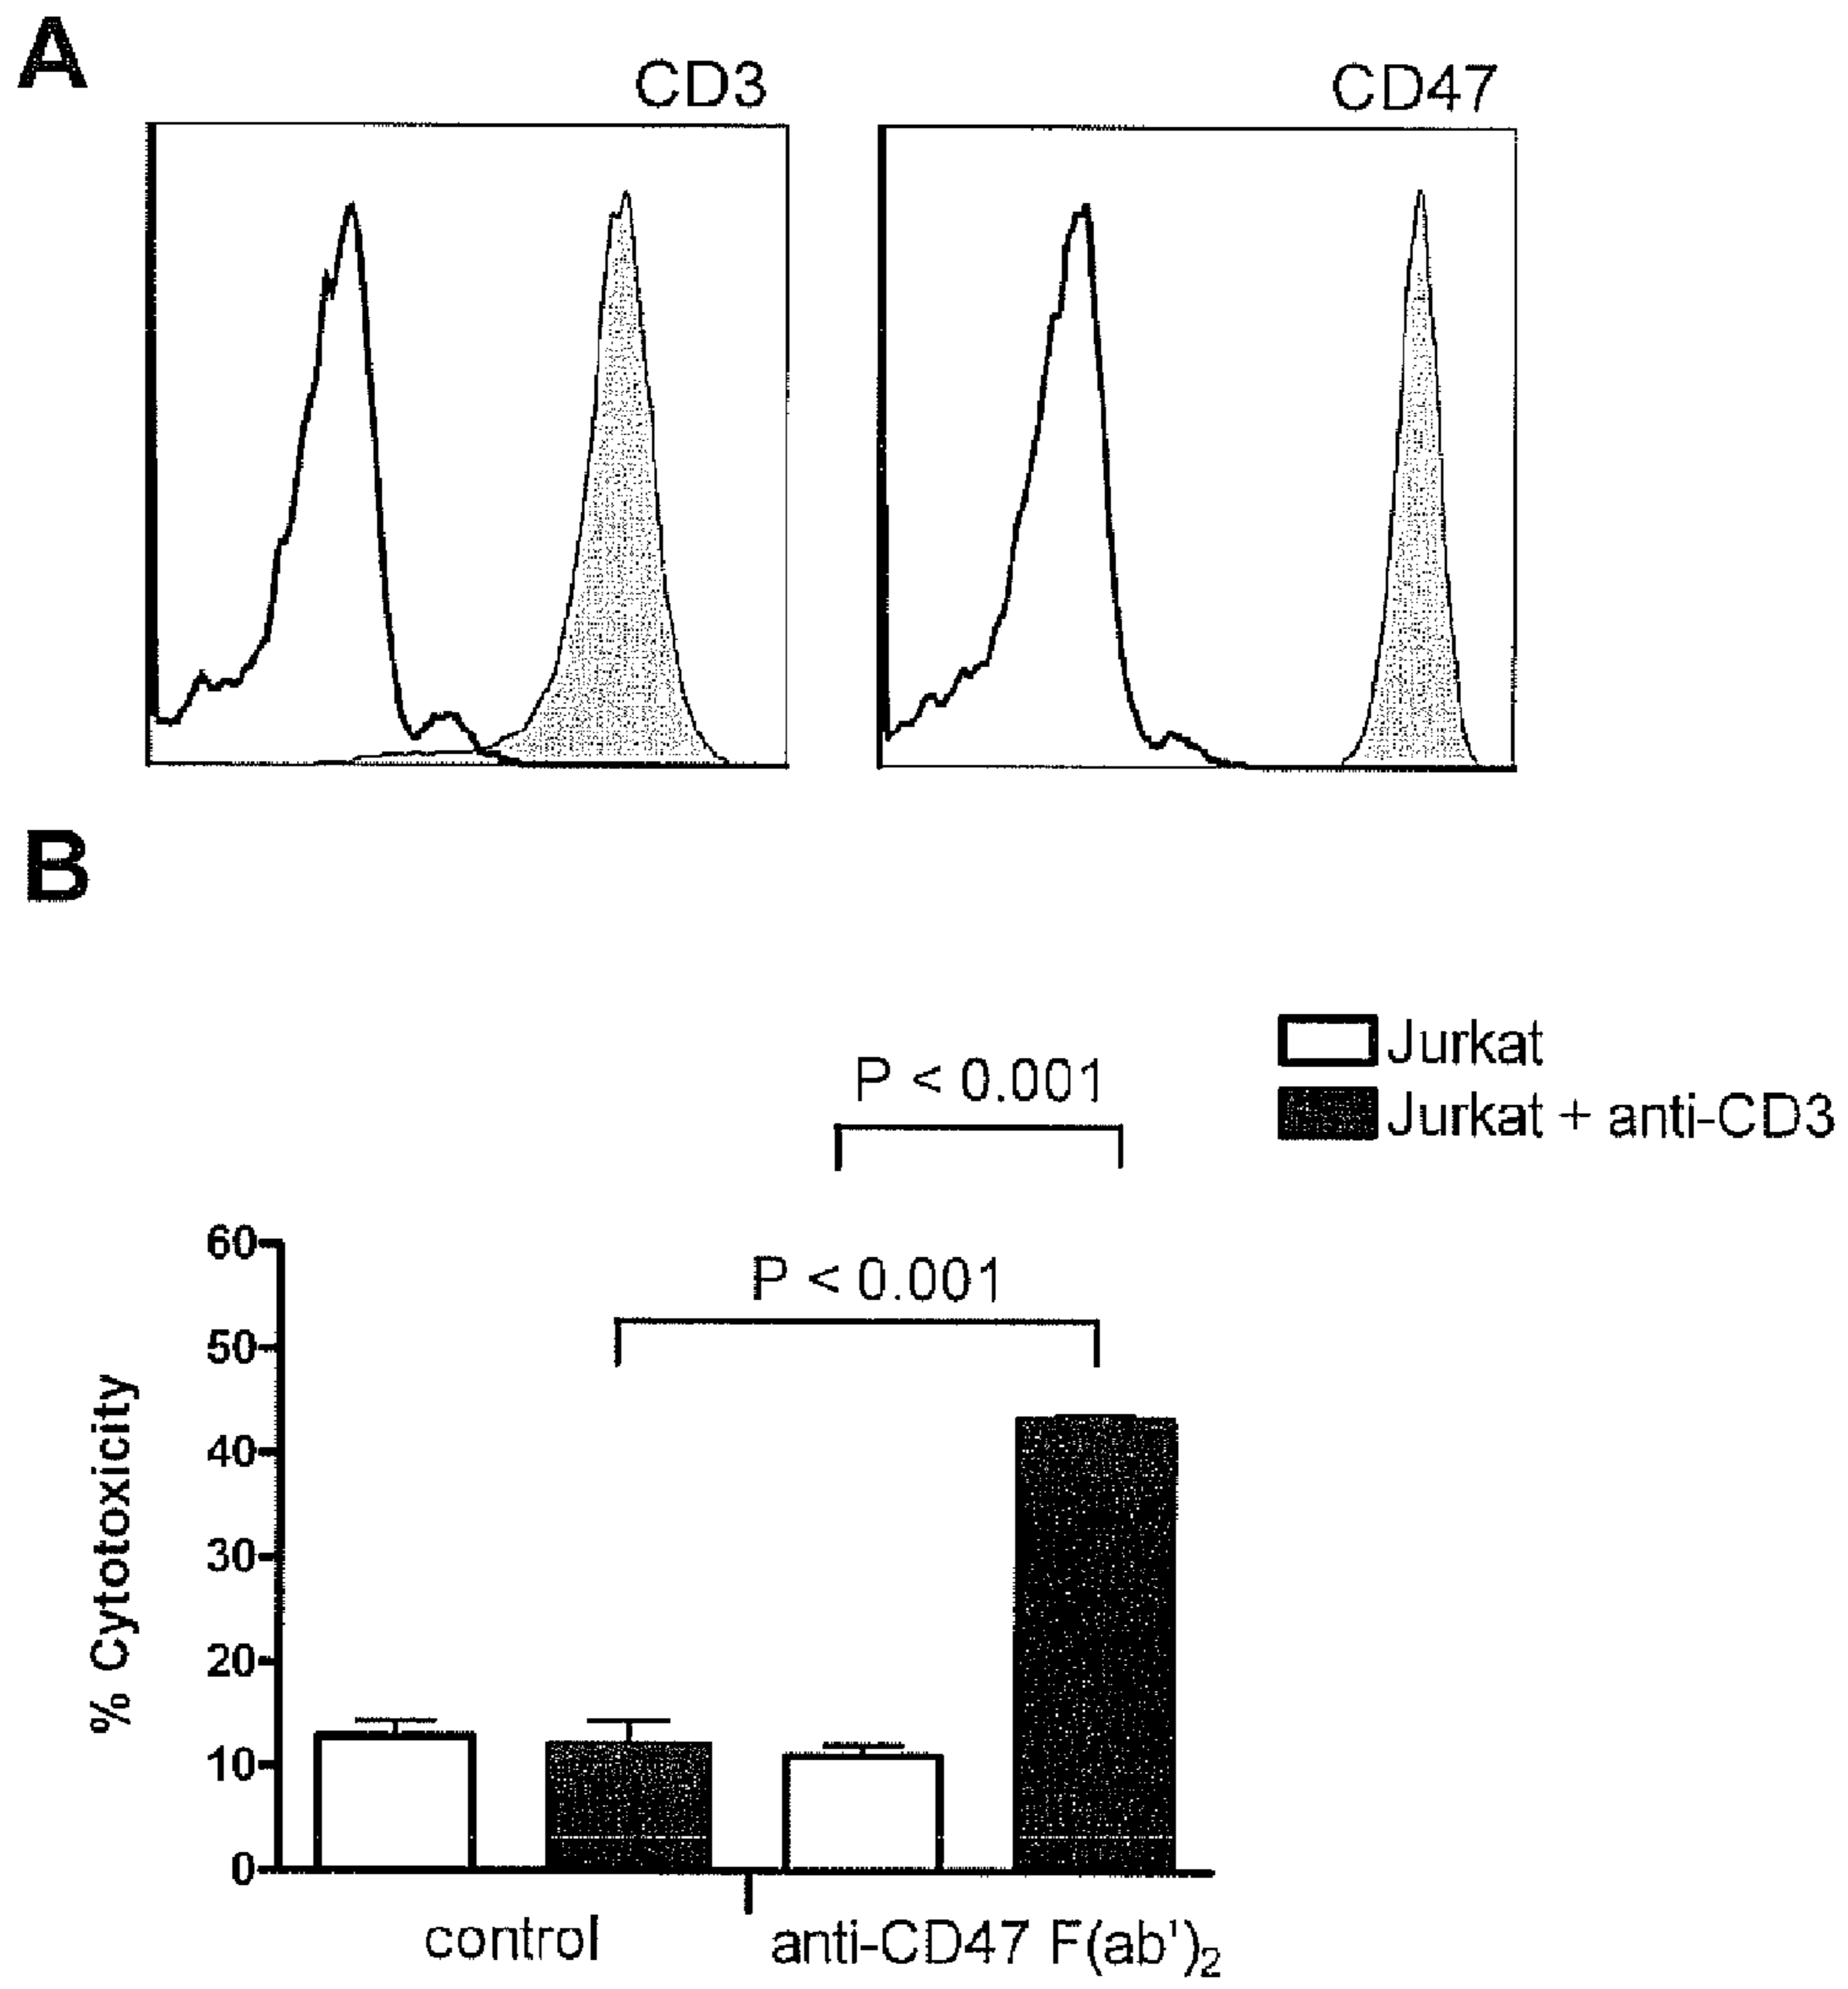 A
CD3
CD47
B
Jurkat
Jurkat + anti-CD3
P < 0.001
P < 0.001
60
50
40
30
20
10
0
% Cytotoxicity
control
anti-CD47 F(ab')₂